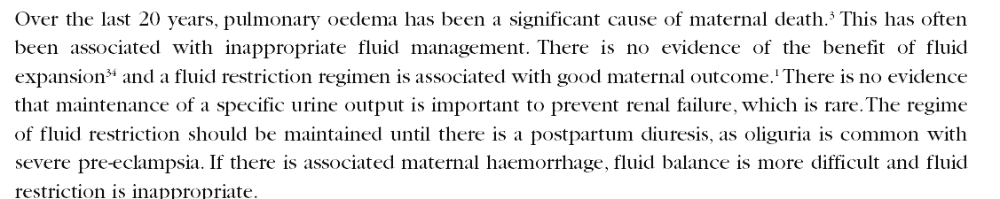 Over the last 20 years, pulmonary oedema has been a significant cause of maternal death.³ This has often
been associated with inappropriate fluid management. There is no evidence of the benefit of fluid
expansion³⁴ and a fluid restriction regimen is associated with good maternal outcome.¹ There is no evidence
that maintenance of a specific urine output is important to prevent renal failure, which is rare. The regime
of fluid restriction should be maintained until there is a postpartum diuresis, as oliguria is common with
severe pre-eclampsia. If there is associated maternal haemorrhage, fluid balance is more difficult and fluid
restriction is inappropriate.